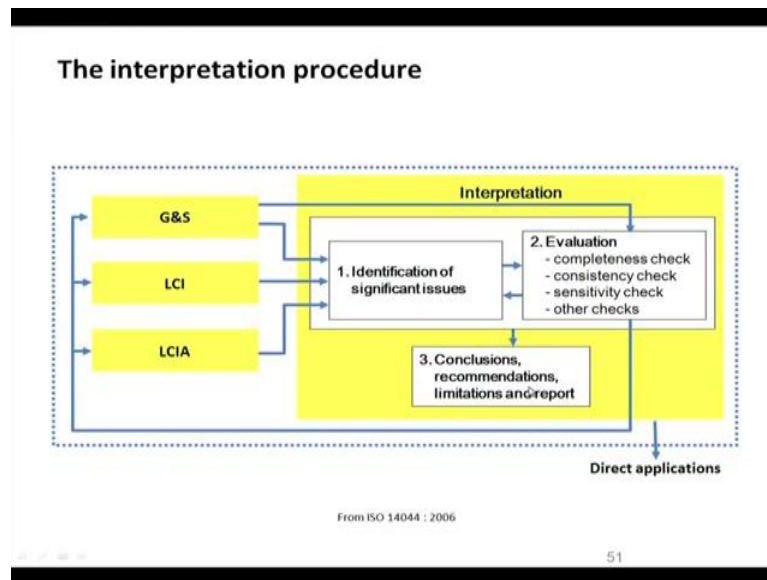 The interpretation procedure
Interpretation
G&S
LCI
LCIA
1. Identification of
significant issues
2. Evaluation
- completeness check
- consistency check
- sensitivity check
- other checks
3. Conclusions,
recommendations,
limitations and report
Direct applications
From ISO 14044 : 2006
51